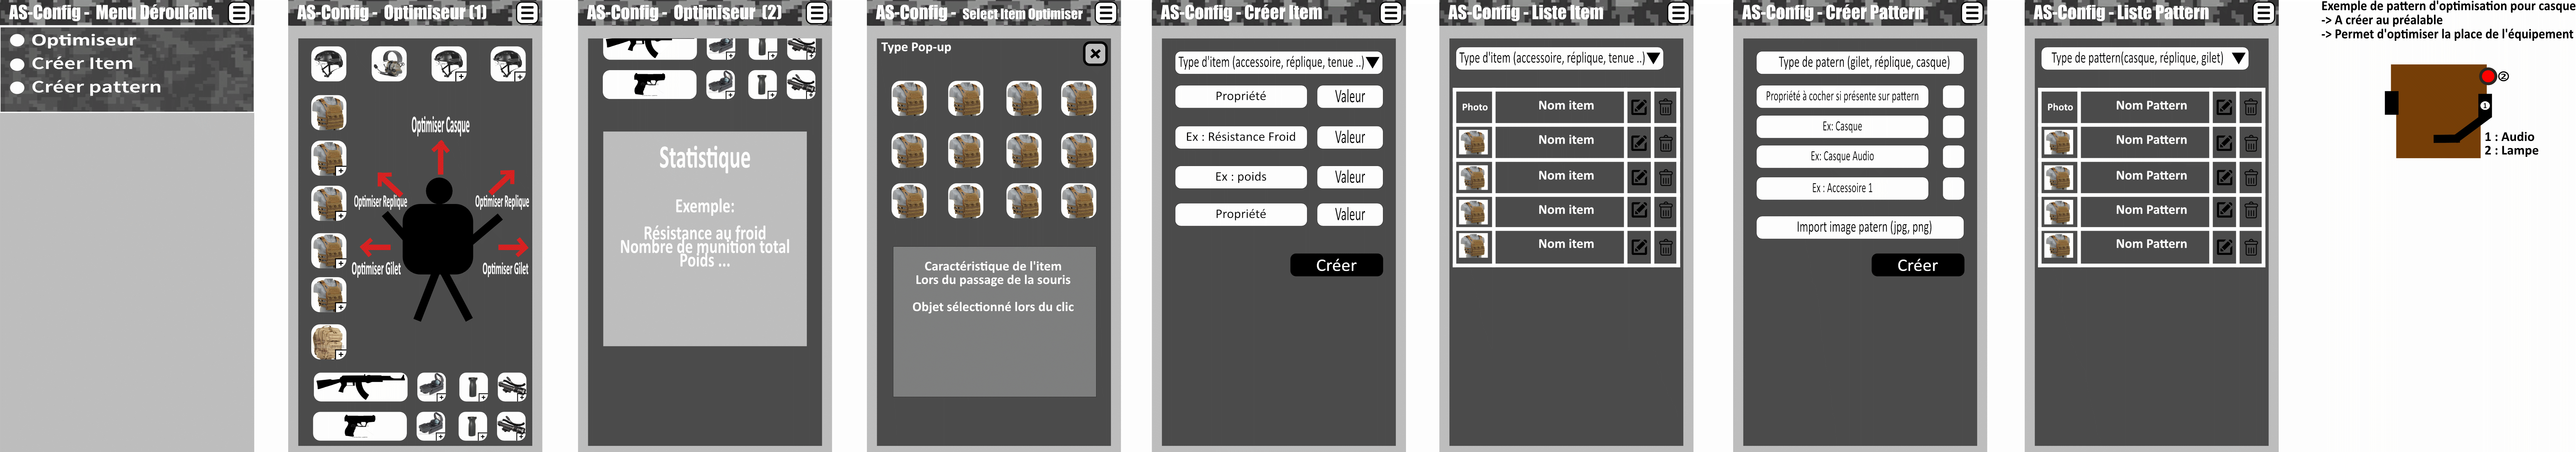 AS-Config - Menu Déroulant
Optimiseur
Créer Item
Créer pattern
AS-Config - Optimiseur (1)
Optimiser Casque
Optimiser Replique
Optimiser Replique
Optimiser Gilet
Optimiser Gilet
AS-Config - Optimiseur (2)
Statistique
Exemple:
Résistance au froid
Nombre de munition total
Poids ...
AS-Config - Select Item Optimiser
Type Pop-up
Caractéristique de l'item
Lors du passage de la souris
Objet sélectionné lors du clic
AS-Config - Créer Item
Type d'item (accessoire, réplique, tenue ..)
Propriété Valeur
Ex : Résistance Froid Valeur
Ex : poids Valeur
Propriété Valeur
Créer
AS-Config - Liste Item
Type d'item (accessoire, réplique, tenue ..)
Photo Nom item
Nom item
Nom item
Nom item
Nom item
AS-Config - Créer Pattern
Type de patern (gilet, réplique, casque)
Propriété à cocher si présente sur pattern
Ex: Casque
Ex: Casque Audio
Ex : Accessoire 1
Import image patern (jpg, png)
Créer
AS-Config - Liste Pattern
Type de pattern(casque, réplique, gilet)
Photo Nom Pattern
Nom Pattern
Nom Pattern
Nom Pattern
Nom Pattern
Exemple de pattern d'optimisation pour casque
-> A créer au préalable
-> Permet d'optimiser la place de l'équipement
2
1
1 : Audio
2 : Lampe